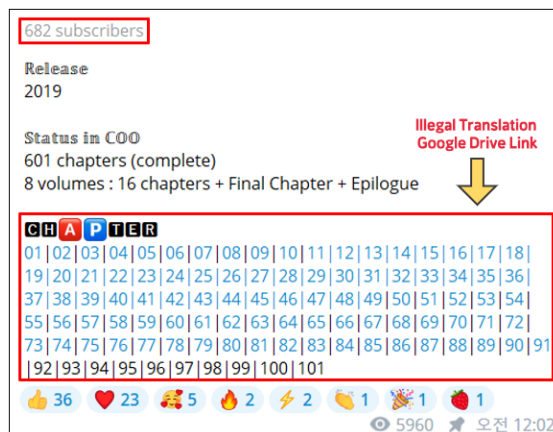 682 subscribers
Release
2019
Status in COO
601 chapters (complete)
8 volumes : 16 chapters + Final Chapter + Epilogue
Illegal Translation
Google Drive Link
CHAPTER
01|02|03|04|05|06|07|08|09|10|11|12|13|14|15|16|17|18|
19|20|21|22|23|24|25|26|27|28|29|30|31|32|33|34|35|36|
37|38|39|40|41|42|43|44|45|46|47|48|49|50|51|52|53|54|
55|56|57|58|59|60|61|62|63|64|65|66|67|68|69|70|71|72|
73|74|75|76|77|78|79|80|81|82|83|84|85|86|87|88|89|90|91
|92|93|94|95|96|97|98|99|100|101
👍 36 ❤️ 23 🥰 5 🔥 2 ⚡ 2 👏 1 🎉 1 🍓 1
5960 오전 12:02